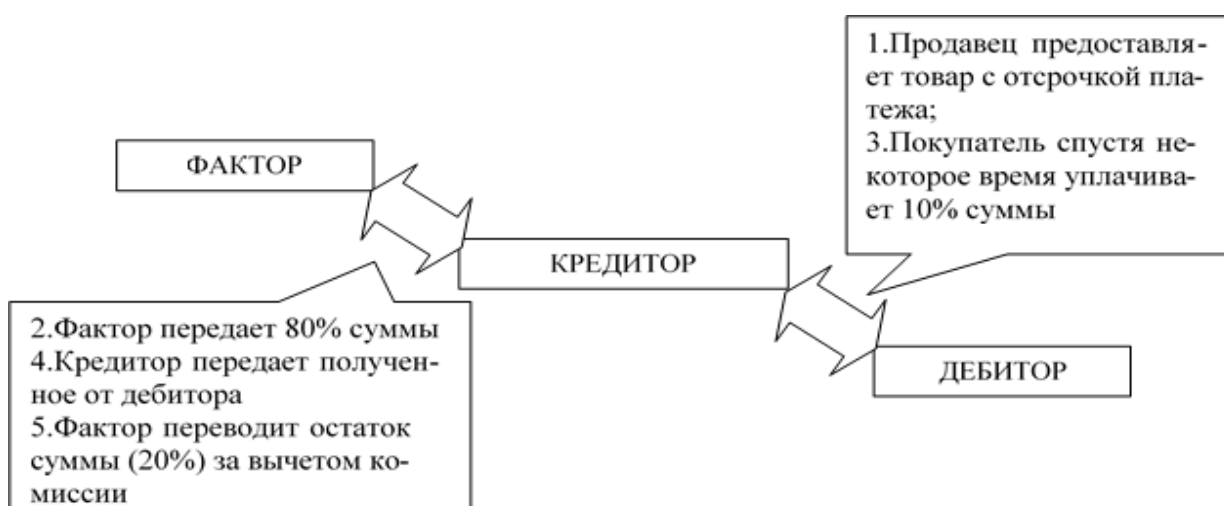 1.Продавец предоставля-
ет товар с отсрочкой пла-
тежа;
3.Покупатель спустя не-
которое время уплачива-
ет 10% суммы
ФАКТОР
КРЕДИТОР
2.Фактор передает 80% суммы
4.Кредитор передает получен-
ное от дебитора
5.Фактор переводит остаток
суммы (20%) за вычетом ко-
миссии
ДЕБИТОР